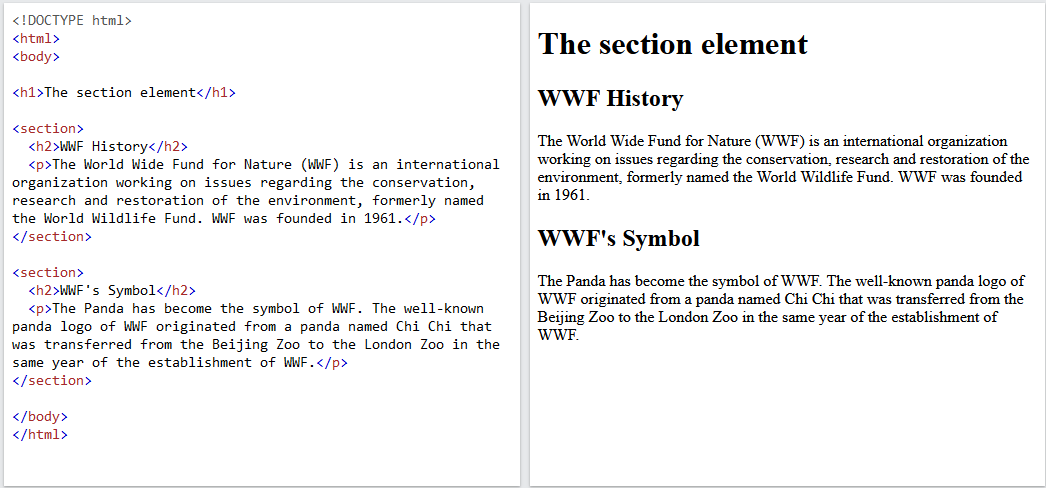 <!DOCTYPE html>
<html>
<body>
<h1>The section element</h1>
<section>
<h2>WWF History</h2>
<p>The World Wide Fund for Nature (WWF) is an international
organization working on issues regarding the conservation,
research and restoration of the environment, formerly named
the World Wildlife Fund. WWF was founded in 1961.</p>
</section>
<section>
<h2>WWF's Symbol</h2>
<p>The Panda has become the symbol of WWF. The well-known
panda logo of WWF originated from a panda named Chi Chi that
was transferred from the Beijing Zoo to the London Zoo in the
same year of the establishment of WWF.</p>
</section>
</body>
</html>
The section element
WWF History
The World Wide Fund for Nature (WWF) is an international organization
working on issues regarding the conservation, research and restoration of the
environment, formerly named the World Wildlife Fund. WWF was founded
in 1961.
WWF's Symbol
The Panda has become the symbol of WWF. The well-known panda logo of
WWF originated from a panda named Chi Chi that was transferred from the
Beijing Zoo to the London Zoo in the same year of the establishment of
WWF.